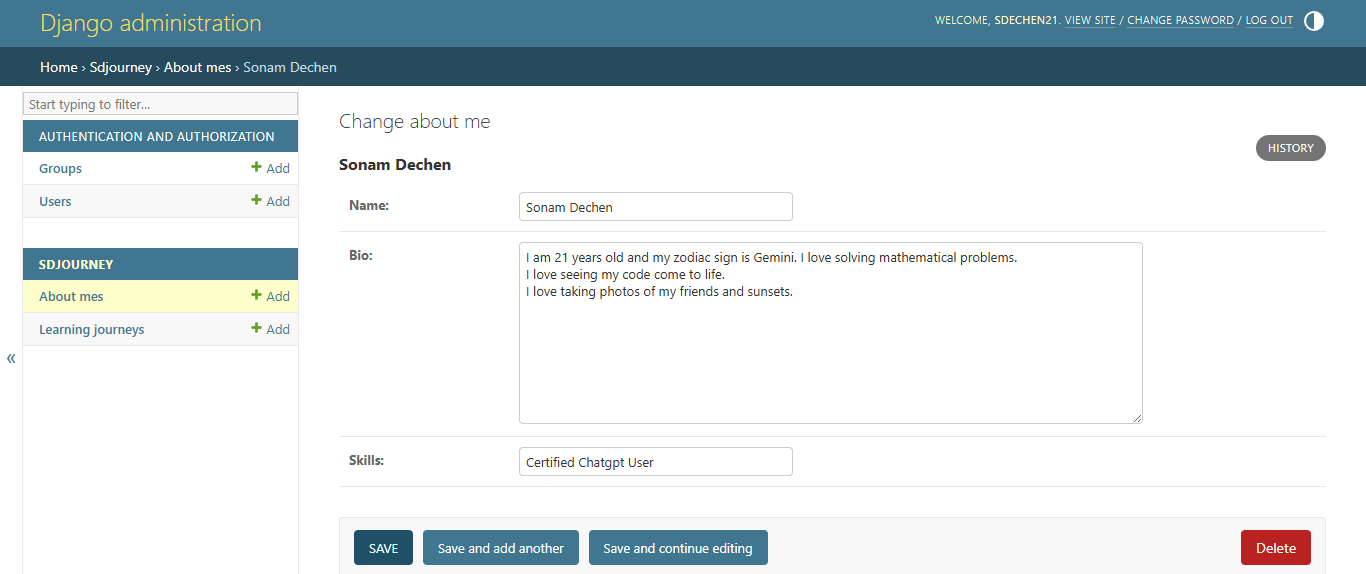 Django administration
WELCOME, SDECHEN21. VIEW SITE / CHANGE PASSWORD / LOG OUT
Home › Sdjourney › About mes › Sonam Dechen
Start typing to filter...
AUTHENTICATION AND AUTHORIZATION
Groups + Add
Users + Add
SDJOURNEY
About mes + Add
Learning journeys + Add
«
Change about me
HISTORY
Sonam Dechen
Name: Sonam Dechen
Bio: I am 21 years old and my zodiac sign is Gemini. I love solving mathematical problems.
I love seeing my code come to life.
I love taking photos of my friends and sunsets.
Skills: Certified Chatgpt User
SAVE Save and add another Save and continue editing Delete